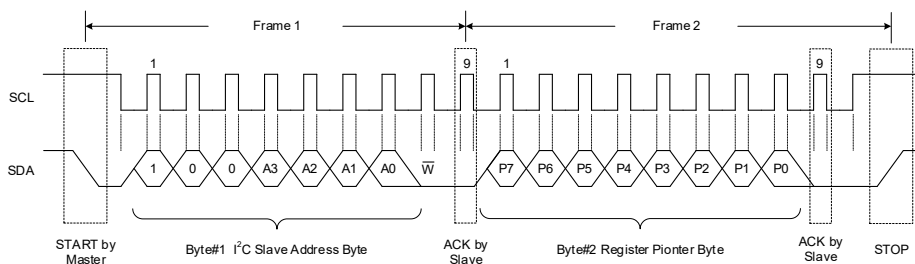 Frame 1
Frame 2
1
9
1
9
SCL
SDA
1
0
0
A3
A2
A1
A0
W
P7
P6
P5
P4
P3
P2
P1
P0
START by
Master
Byte#1 I²C Slave Address Byte
ACK by
Slave
Byte#2 Register Pionter Byte
ACK by
Slave
STOP